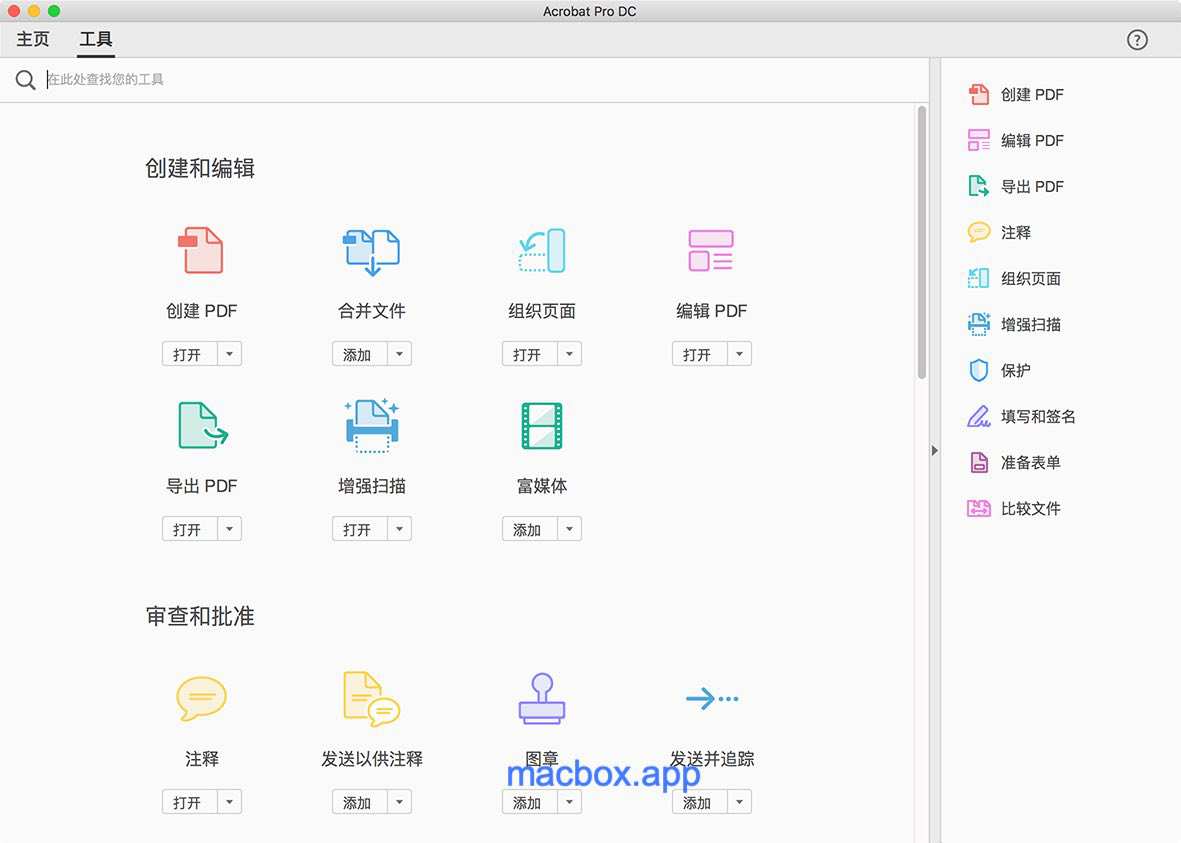 Acrobat Pro DC
主页 工具
在此处查找您的工具
创建和编辑
创建 PDF 合并文件 组织页面 编辑 PDF
打开 添加 打开 打开
导出 PDF 增强扫描 富媒体
打开 打开 添加
审查和批准
注释 发送以供注释 图章 发送并追踪
macbox.app
打开 添加 添加 添加
创建 PDF
编辑 PDF
导出 PDF
注释
组织页面
增强扫描
保护
填写和签名
准备表单
比较文件